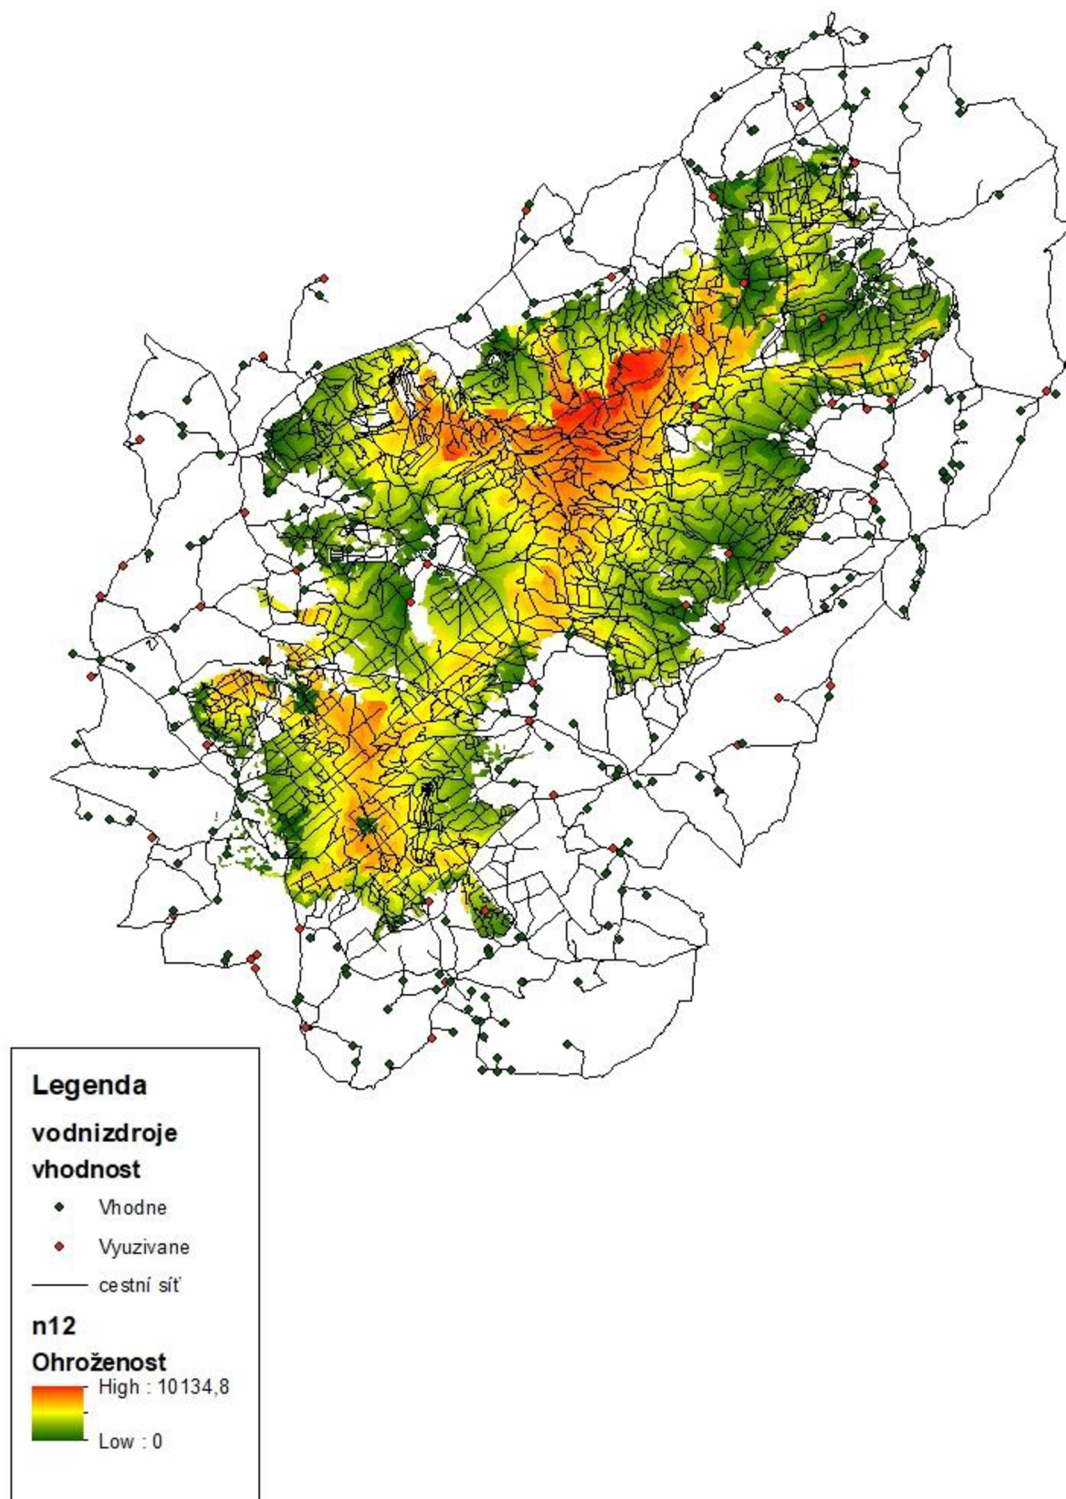 Legenda
vodnizdroje
vhodnost
Vhodne
Vyuzivane
cestní síť
n12
Ohroženost
High : 10134,8
Low : 0